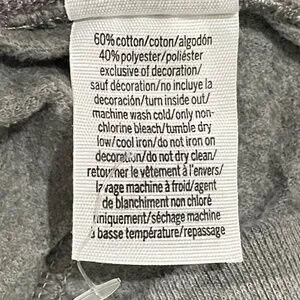 60%cotton/coton/algodón
40%polyester/poliéster
exclusive of decoration/
sauf décoration/no incluye la
decoración/turn inside out/
machine wash cold/only non-
chlorine bleach/tumble dry
low/cool iron/do not iron on
decoration/do not dry clean/
retourner le vêtement à l'envers/
lavage machine à froid/agent
de blanchiment non chloré
uniquement/séchage machine
à basse température/repassage